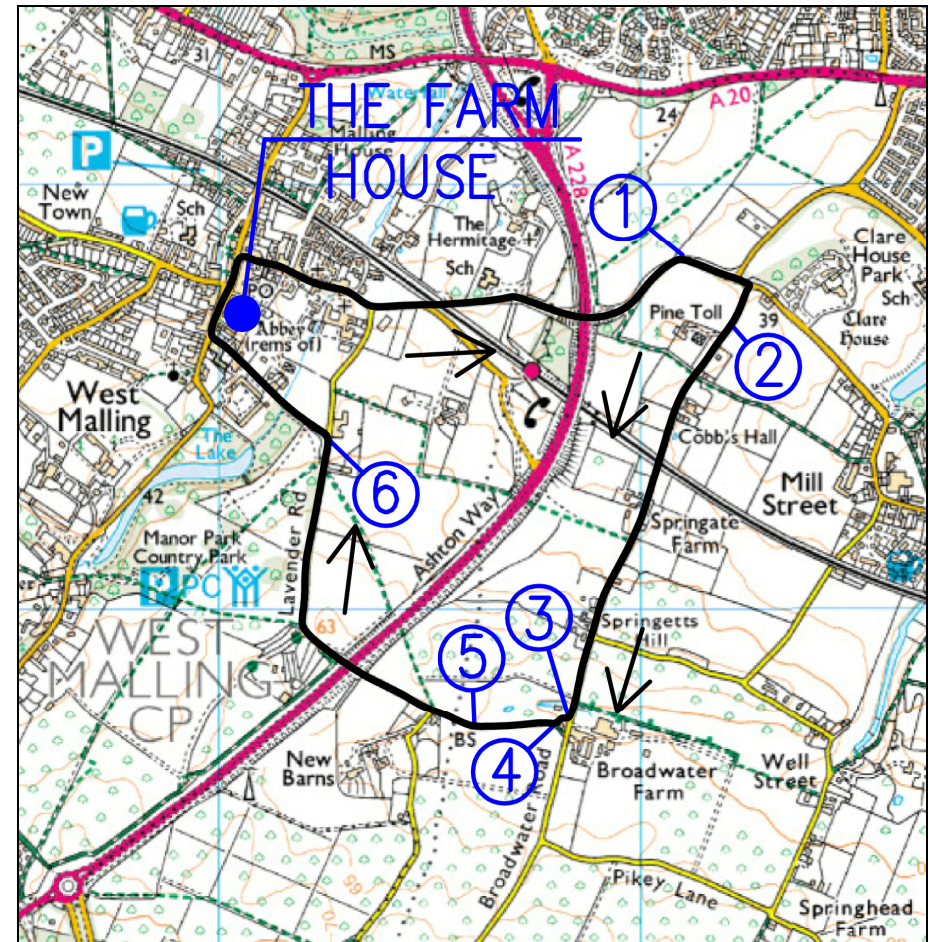 31
MS
Waterfall
THE FARM
HOUSE
Malling
House
A 20
24
A 228
P
New
Town
Sch
1
The
Hermitage
Sch
Clare
House
Park
Sch
Clare
House
PO
Abbey
(rems of)
Pine Toll
39
2
West
Malling
The
Lake
Cobb's Hall
Mill
Street
42
6
Ashton Way
Springate
Farm
Manor Park
Country Park
P PC
Lavender Rd
63
WEST
MALLING
CP
5
3
Springetts
Hill
BS
4
New
Barns
Broadwater Road
Broadwater
Farm
Well
Street
65
Pikey Lane
Springhead
Farm